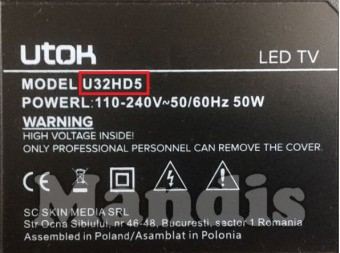 UTOK LED TV
MODEL U32HD5
POWERL:110-240V~50/60Hz 50W
WARNING
HIGH VOLTAGE INSIDE!
ONLY PROFESSIONAL PERSONNEL CAN REMOVE THE COVER.
CE
Mandis
SC SKIN MEDIA SRL
Str Ocna Sibiului, nr 46-48, Bucuresti, sector 1 Romania
Assembled in Poland/Asamblat in Polonia